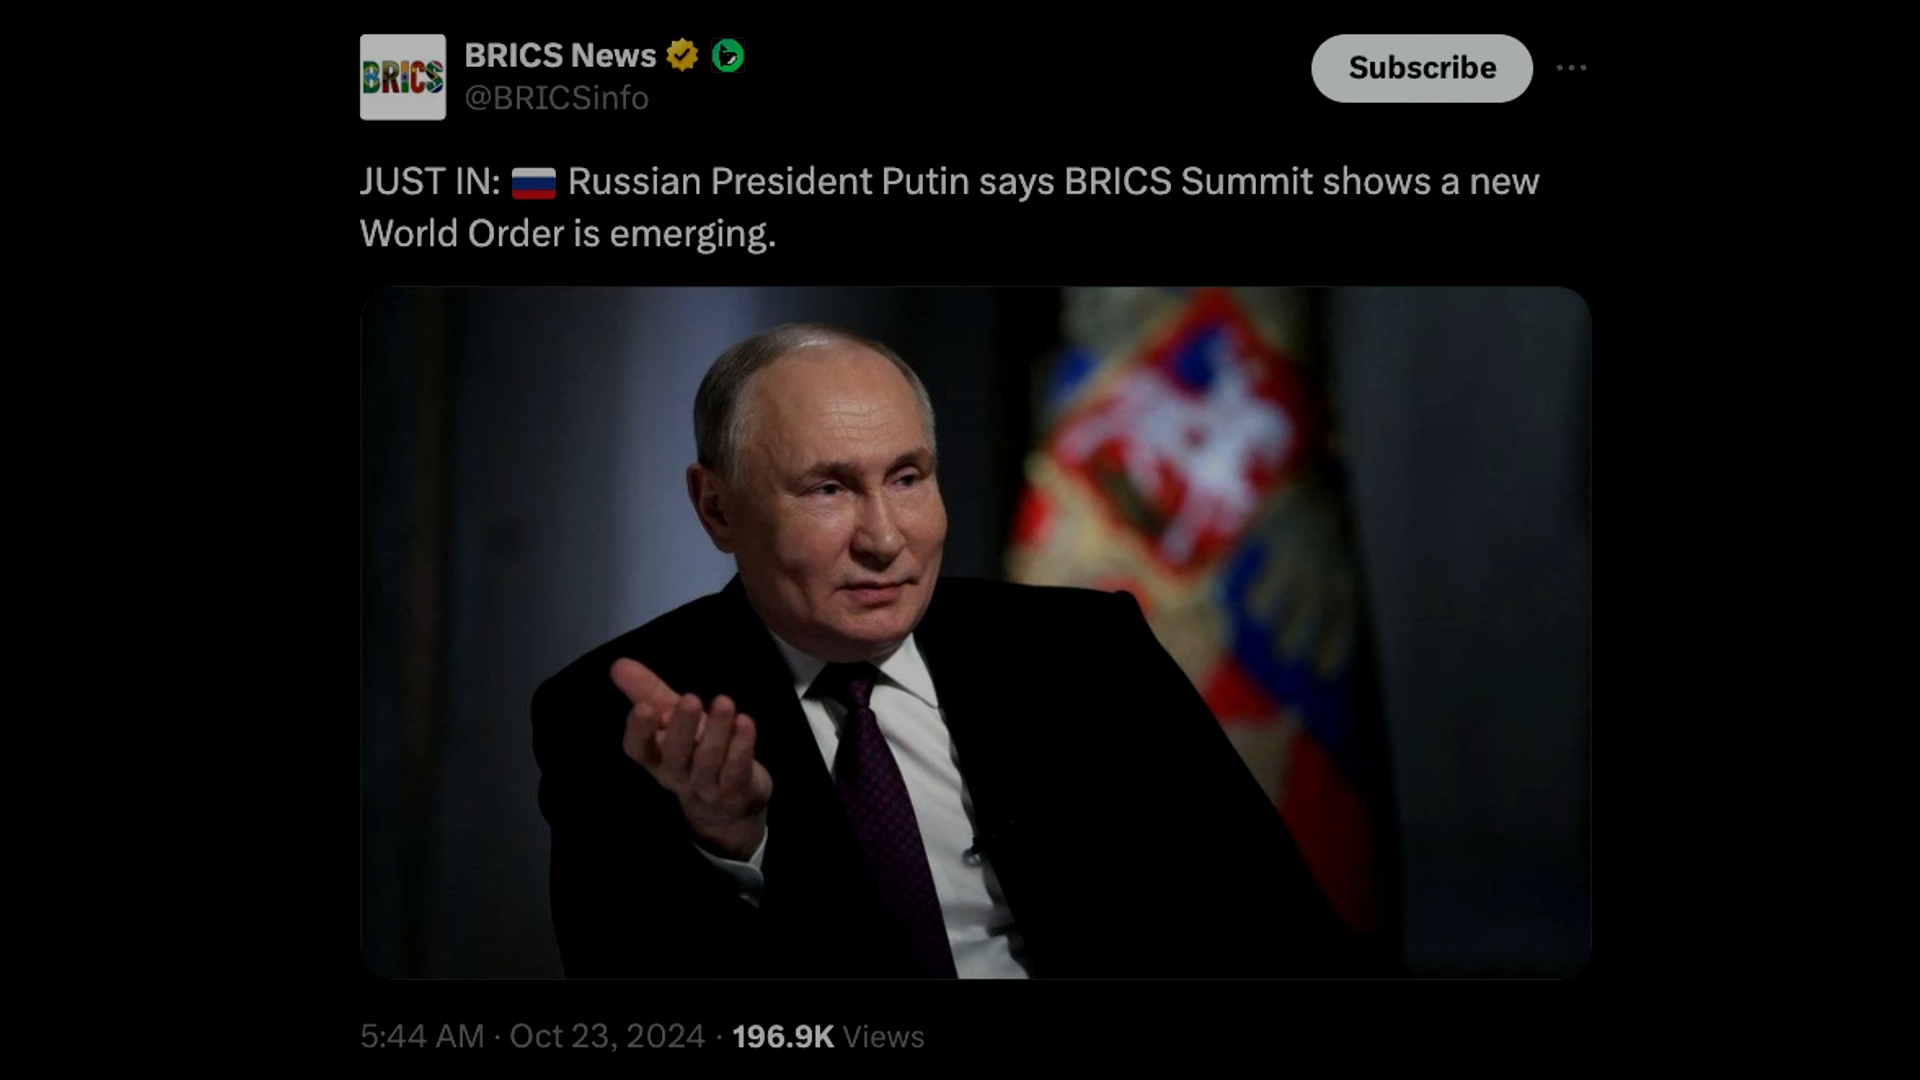 BRICS
BRICS News
@BRICSinfo
Subscribe
JUST IN: 🇷🇺 Russian President Putin says BRICS Summit shows a new
World Order is emerging.
5:44 AM · Oct 23, 2024 · 196.9K Views